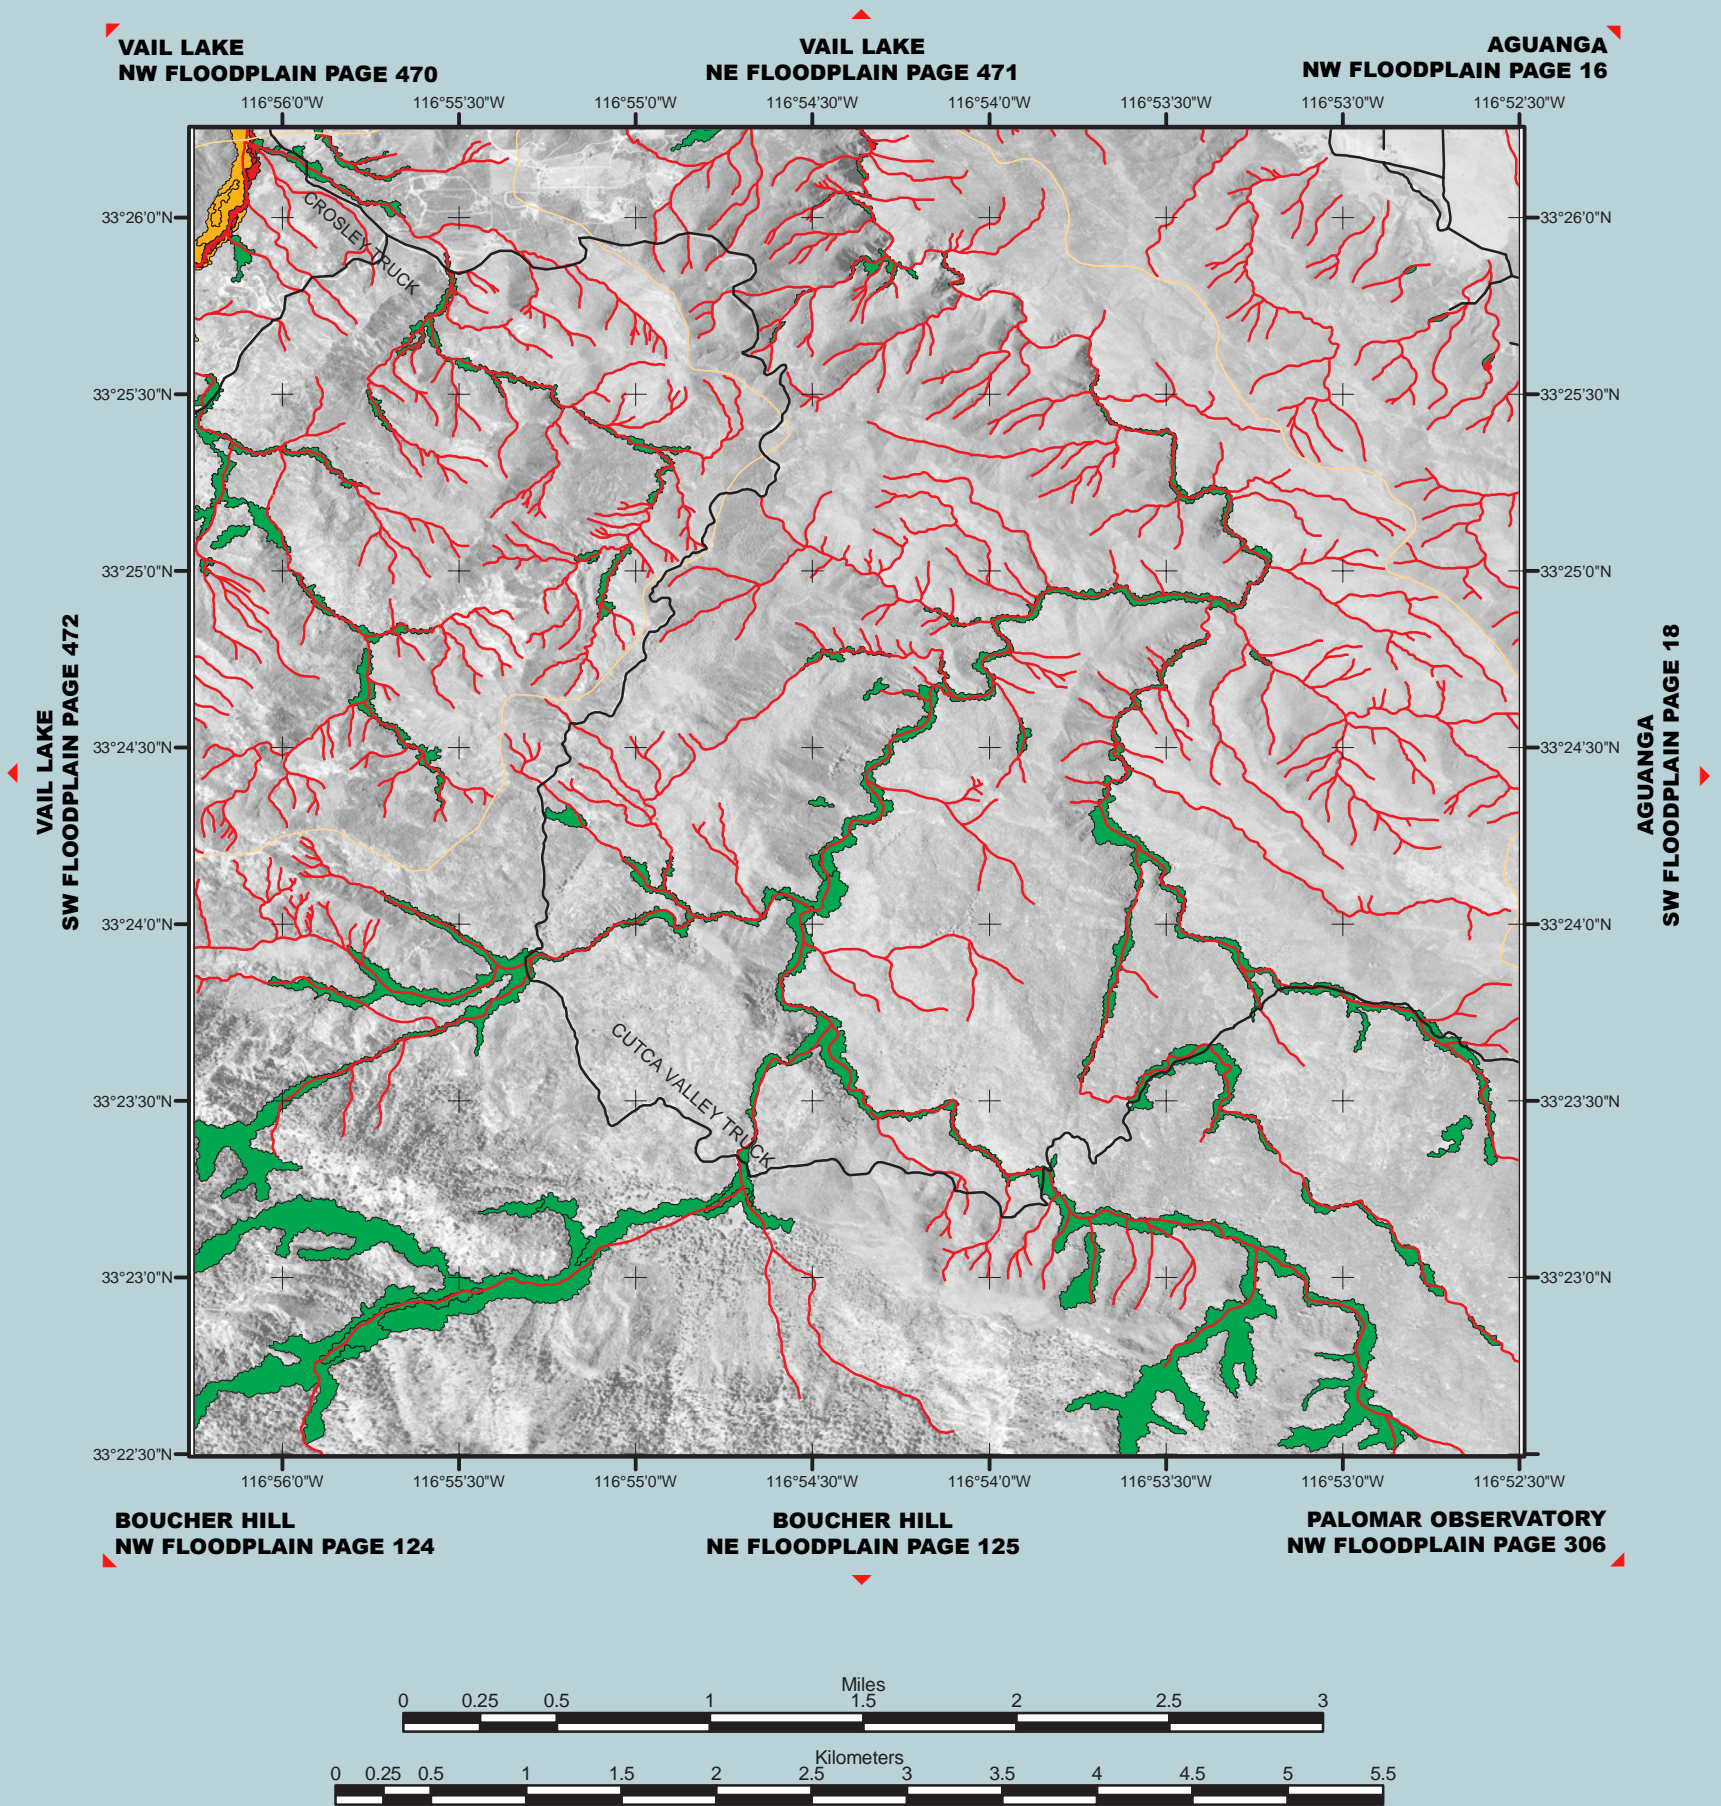 VAIL LAKE
NW FLOODPLAIN PAGE 470
VAIL LAKE
NE FLOODPLAIN PAGE 471
AGUANGA
NW FLOODPLAIN PAGE 16
116°56'0"W 116°55'30"W 116°55'0"W 116°54'30"W 116°54'0"W 116°53'30"W 116°53'0"W 116°52'30"W
33°26'0"N 33°26'0"N
33°25'30"N 33°25'30"N
33°25'0"N 33°25'0"N
33°24'30"N 33°24'30"N
33°24'0"N 33°24'0"N
33°23'30"N 33°23'30"N
33°23'0"N 33°23'0"N
33°22'30"N
VAIL LAKE
SW FLOODPLAIN PAGE 472
CROSLEY TRUCK
CUTCA VALLEY TRUCK
AGUANGA
SW FLOODPLAIN PAGE 18
116°56'0"W 116°55'30"W 116°55'0"W 116°54'30"W 116°54'0"W 116°53'30"W 116°53'0"W 116°52'30"W
BOUCHER HILL
NW FLOODPLAIN PAGE 124
BOUCHER HILL
NE FLOODPLAIN PAGE 125
PALOMAR OBSERVATORY
NW FLOODPLAIN PAGE 306
Miles
0 0.25 0.5 1 1.5 2 2.5 3
Kilometers
0 0.25 0.5 1 1.5 2 2.5 3 3.5 4 4.5 5 5.5